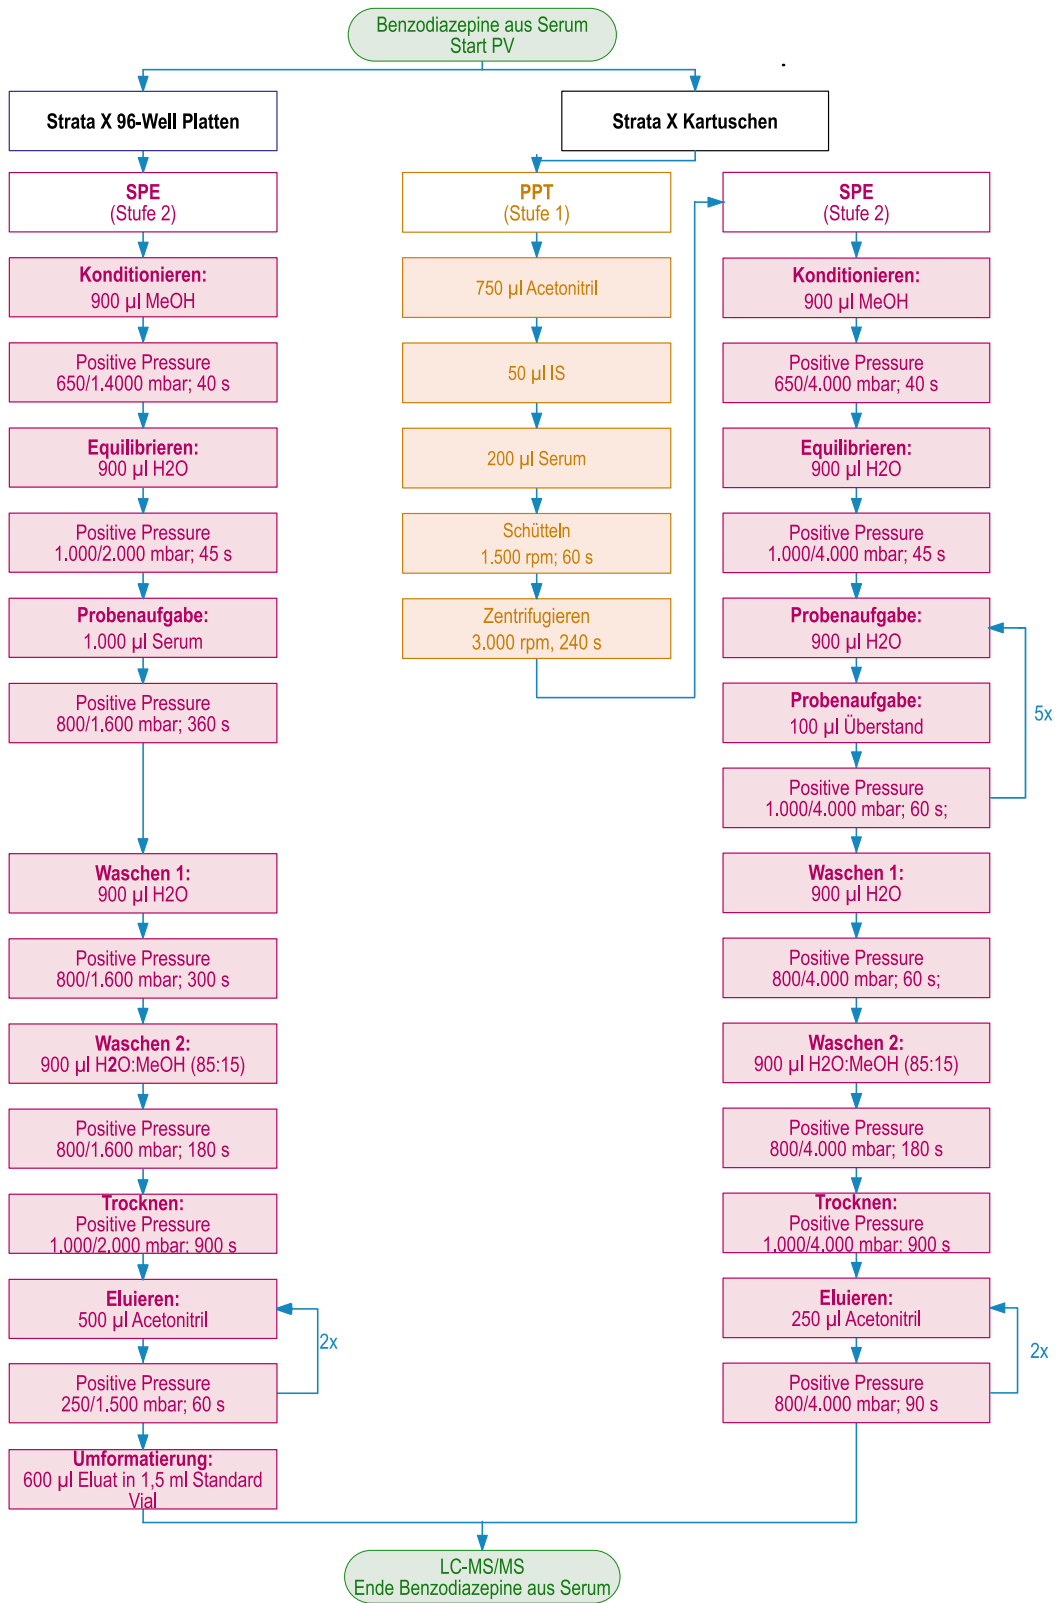 Benzodiazepine aus Serum
Start PV
Strata X 96-Well Platten
SPE
(Stufe 2)
Konditionieren:
900 µl MeOH
Positive Pressure
650/1.4000 mbar; 40 s
Equilibrieren:
900 µl H2O
Positive Pressure
1.000/2.000 mbar; 45 s
Probenaufgabe:
1.000 µl Serum
Positive Pressure
800/1.600 mbar; 360 s
Waschen 1:
900 µl H2O
Positive Pressure
800/1.600 mbar; 300 s
Waschen 2:
900 µl H2O:MeOH (85:15)
Positive Pressure
800/1.600 mbar; 180 s
Trocknen:
Positive Pressure
1.000/2.000 mbar; 900 s
Eluieren:
500 µl Acetonitril
2x
Positive Pressure
250/1.500 mbar; 60 s
Umformatierung:
600 µl Eluat in 1,5 ml Standard
Vial
Strata X Kartuschen
PPT
(Stufe 1)
750 µl Acetonitril
50 µl IS
200 µl Serum
Schütteln
1.500 rpm; 60 s
Zentrifugieren
3.000 rpm, 240 s
SPE
(Stufe 2)
Konditionieren:
900 µl MeOH
Positive Pressure
650/4.000 mbar; 40 s
Equilibrieren:
900 µl H2O
Positive Pressure
1.000/4.000 mbar; 45 s
Probenaufgabe:
900 µl H2O
Probenaufgabe:
100 µl Überstand
5x
Positive Pressure
1.000/4.000 mbar; 60 s;
Waschen 1:
900 µl H2O
Positive Pressure
800/4.000 mbar; 60 s;
Waschen 2:
900 µl H2O:MeOH (85:15)
Positive Pressure
800/4.000 mbar; 180 s
Trocknen:
Positive Pressure
1.000/4.000 mbar; 900 s
Eluieren:
250 µl Acetonitril
2x
Positive Pressure
800/4.000 mbar; 90 s
LC-MS/MS
Ende Benzodiazepine aus Serum